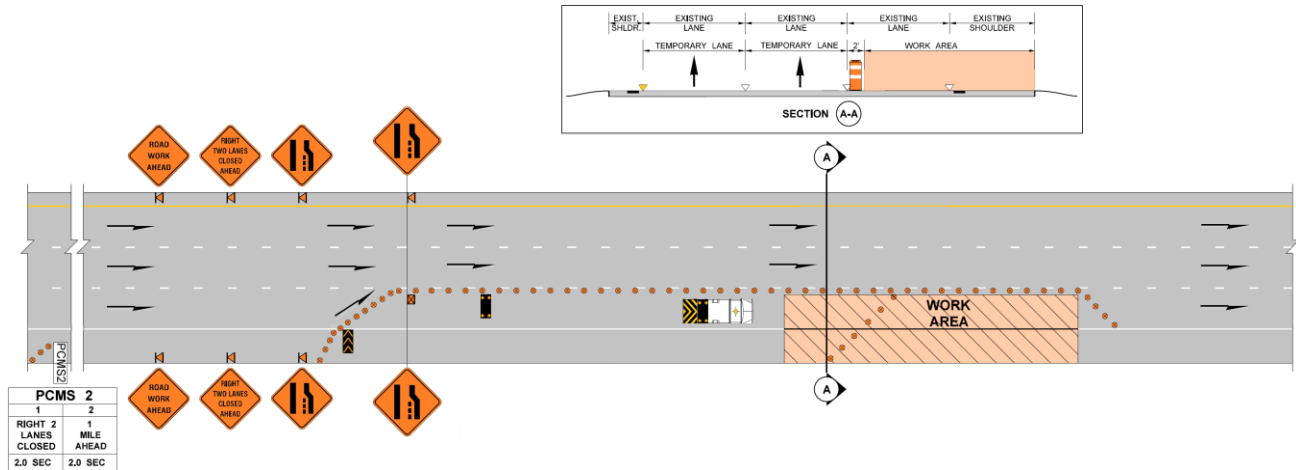 EXIST. SHLDR.
EXISTING LANE
EXISTING LANE
EXISTING LANE
EXISTING SHOULDER
TEMPORARY LANE
TEMPORARY LANE
2'
WORK AREA
SECTION A-A
ROAD
WORK
AHEAD
RIGHT
TWO LANES
CLOSED
AHEAD
A
WORK
AREA
PCMS2
ROAD
WORK
AHEAD
RIGHT
TWO LANES
CLOSED
AHEAD
A
PCMS 2
1 2
RIGHT 2 1
LANES MILE
CLOSED AHEAD
2.0 SEC 2.0 SEC